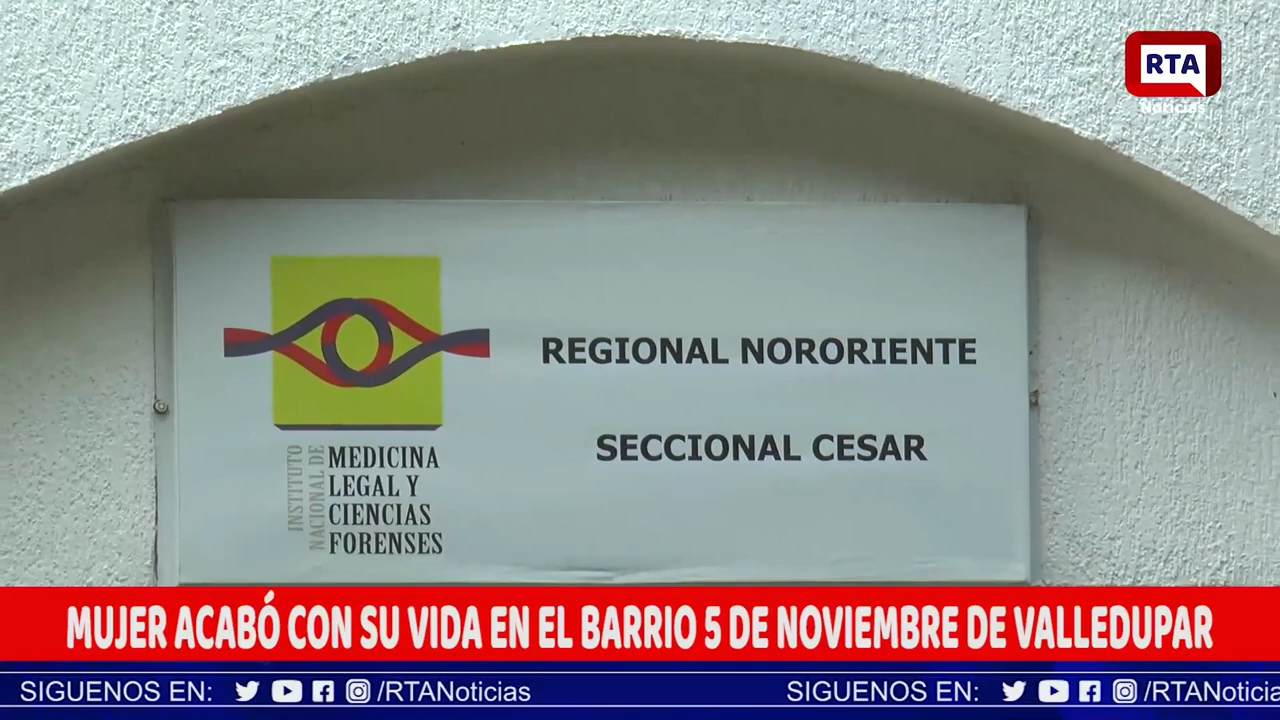 RTA
Noticias
REGIONAL NORORIENTE
SECCIONAL CESAR
INSTITUTO
NACIONAL DE
MEDICINA
LEGAL Y
CIENCIAS
FORENSES
MUJER ACABÓ CON SU VIDA EN EL BARRIO 5 DE NOVIEMBRE DE VALLEDUPAR
SIGUENOS EN: /RTANoticias SIGUENOS EN: /RTANoticia